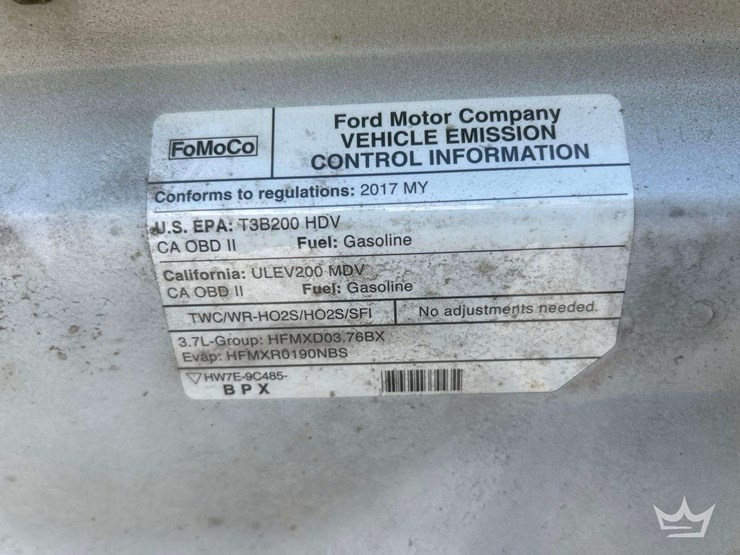 FoMoCo
Ford Motor Company
VEHICLE EMISSION
CONTROL INFORMATION
Conforms to regulations: 2017 MY
U.S. EPA: T3B200 HDV
CA OBD II Fuel: Gasoline
California: ULEV200 MDV
CA OBD II Fuel: Gasoline
TWC/WR-HO2S/HO2S/SFI
No adjustments needed.
3.7L-Group: HFMXD03.76BX
Evap: HFMXR0190NBS
HW7E-9C485-
BPX